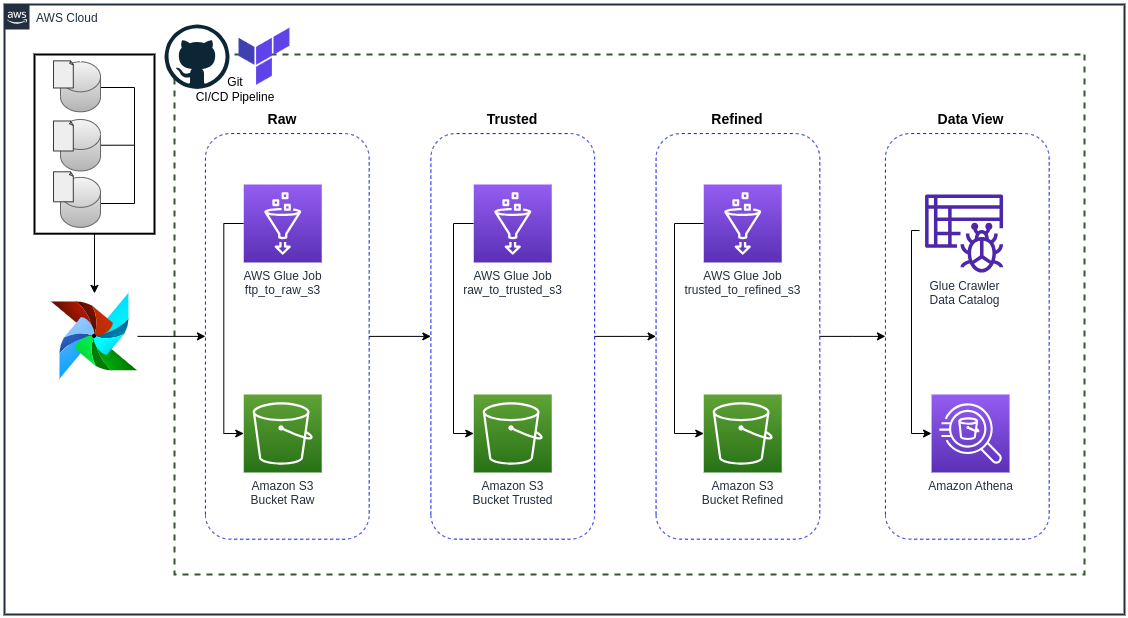 aws
AWS Cloud
Git
CI/CD Pipeline
Raw
Trusted
Refined
Data View
AWS Glue Job
ftp_to_raw_s3
AWS Glue Job
raw_to_trusted_s3
AWS Glue Job
trusted_to_refined_s3
Glue Crawler
Data Catalog
Amazon S3
Bucket Raw
Amazon S3
Bucket Trusted
Amazon S3
Bucket Refined
Amazon Athena